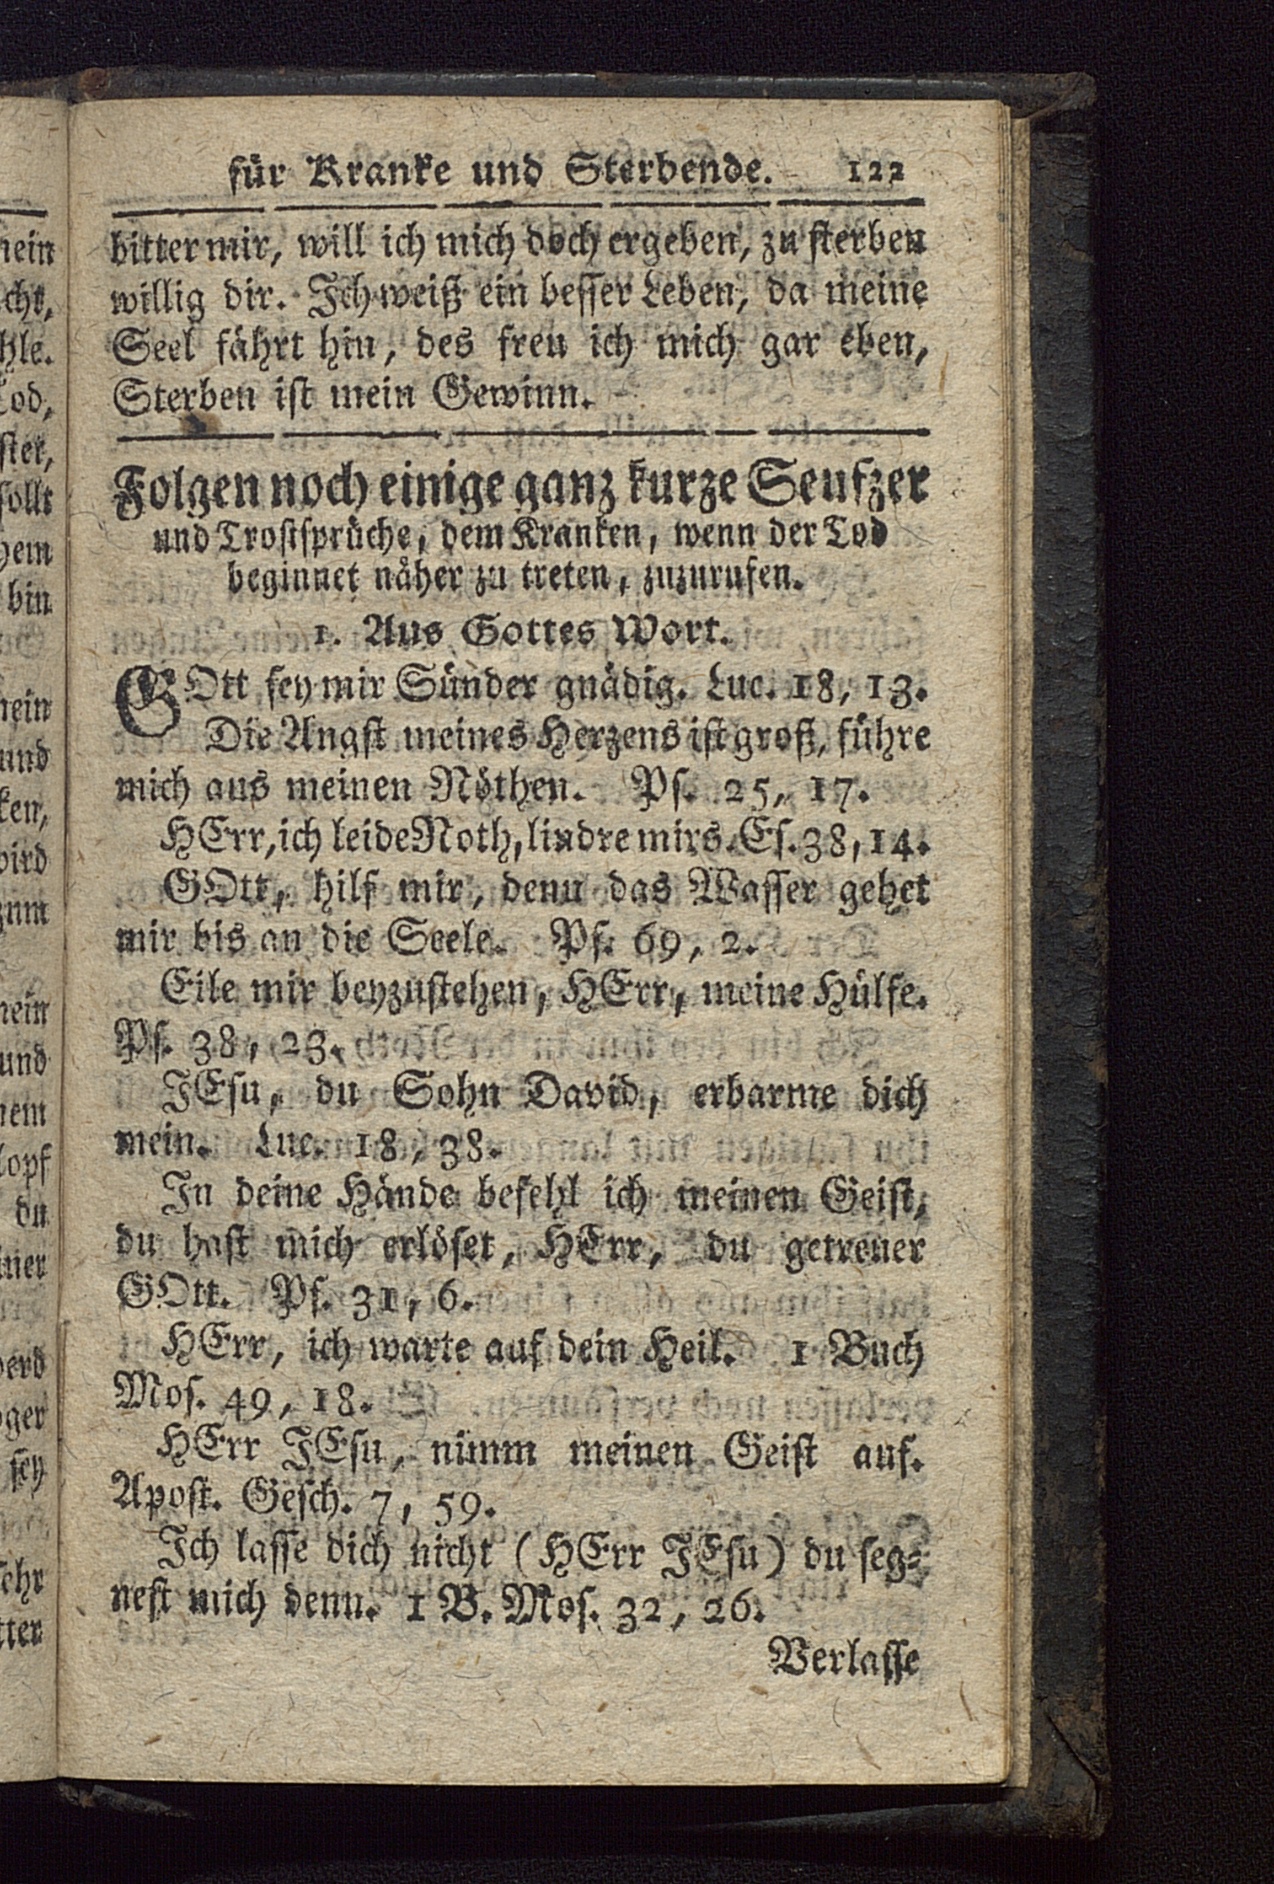 für Kranke und Sterbende. 122
bitter mir, will ich mich doch ergeben, zu sterben
willig dir. Ich weiß ein besser Leben, da meine
Seel fährt hin, des freu ich mich gar eben,
Sterben ist mein Gewinn.
Folgen noch einige ganz kurze Seufzer
und Trostsprüche, dem Kranken, wenn der Tod
beginnet näher zu treten, zuzurufen.
1. Aus Gottes Wort.
GOtt sey mir Sünder gnädig. Luc. 18, 13.
Die Angst meines Herzens ist groß, führe
mich aus meinen Nöthen. Ps. 25, 17.
HErr, ich leide Noth, lindre mirs. Es. 38, 14.
GOtt, hilf mir, denn das Wasser gehet
mir bis an die Seele. Ps. 69, 2.
Eile mir beyzustehen, HErr, meine Hülfe.
Ps. 38, 23.
JEsu, du Sohn David, erbarme dich
mein. Luc. 18, 38.
In deine Hände befehl ich meinen Geist,
du hast mich erlöset, HErr, du getreuer
GOtt. Ps. 31, 6.
HErr, ich warte auf dein Heil. 1 Buch
Mos. 49, 18.
HErr JEsu, nimm meinen Geist auf.
Apost. Gesch. 7, 59.
Ich lasse dich nicht (HErr JEsu) du seg-
nest mich denn. 1 B. Mos. 32, 26.
Verlasse